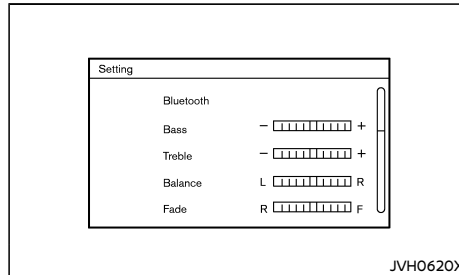 Setting
Bluetooth
Bass − +
Treble − +
Balance L R
Fade R F
JVH0620X